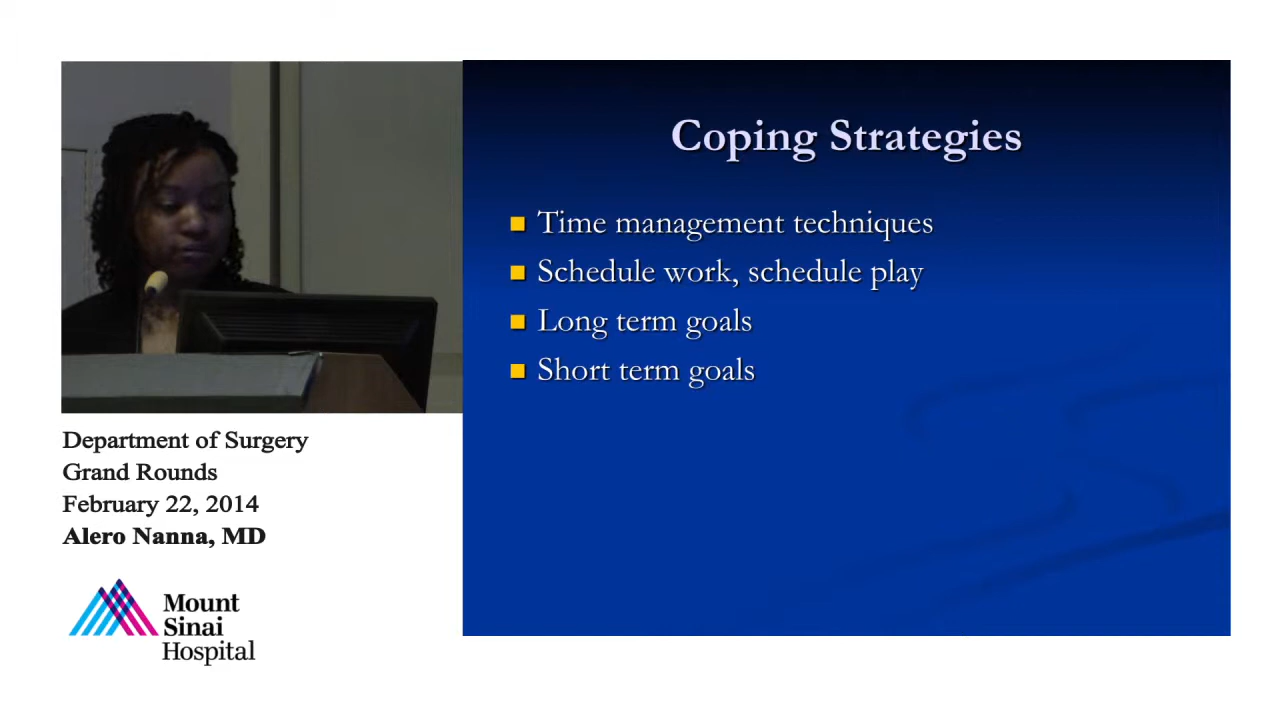 Coping Strategies
Time management techniques
Schedule work, schedule play
Long term goals
Short term goals
Department of Surgery
Grand Rounds
February 22, 2014
Alero Nanna, MD
Mount
Sinai
Hospital